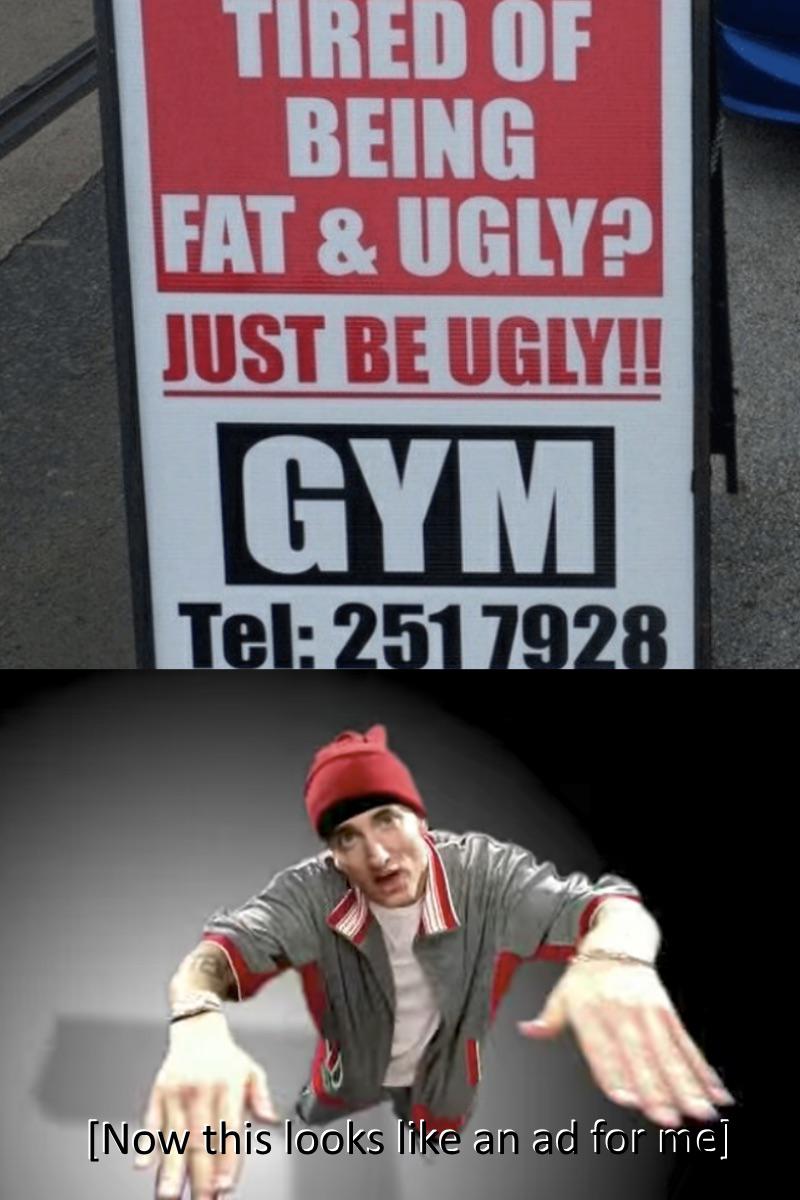 TIRED OF
BEING
FAT & UGLY?
JUST BE UGLY!!
GYM
Tel: 251 7928
[Now this looks like an ad for me]